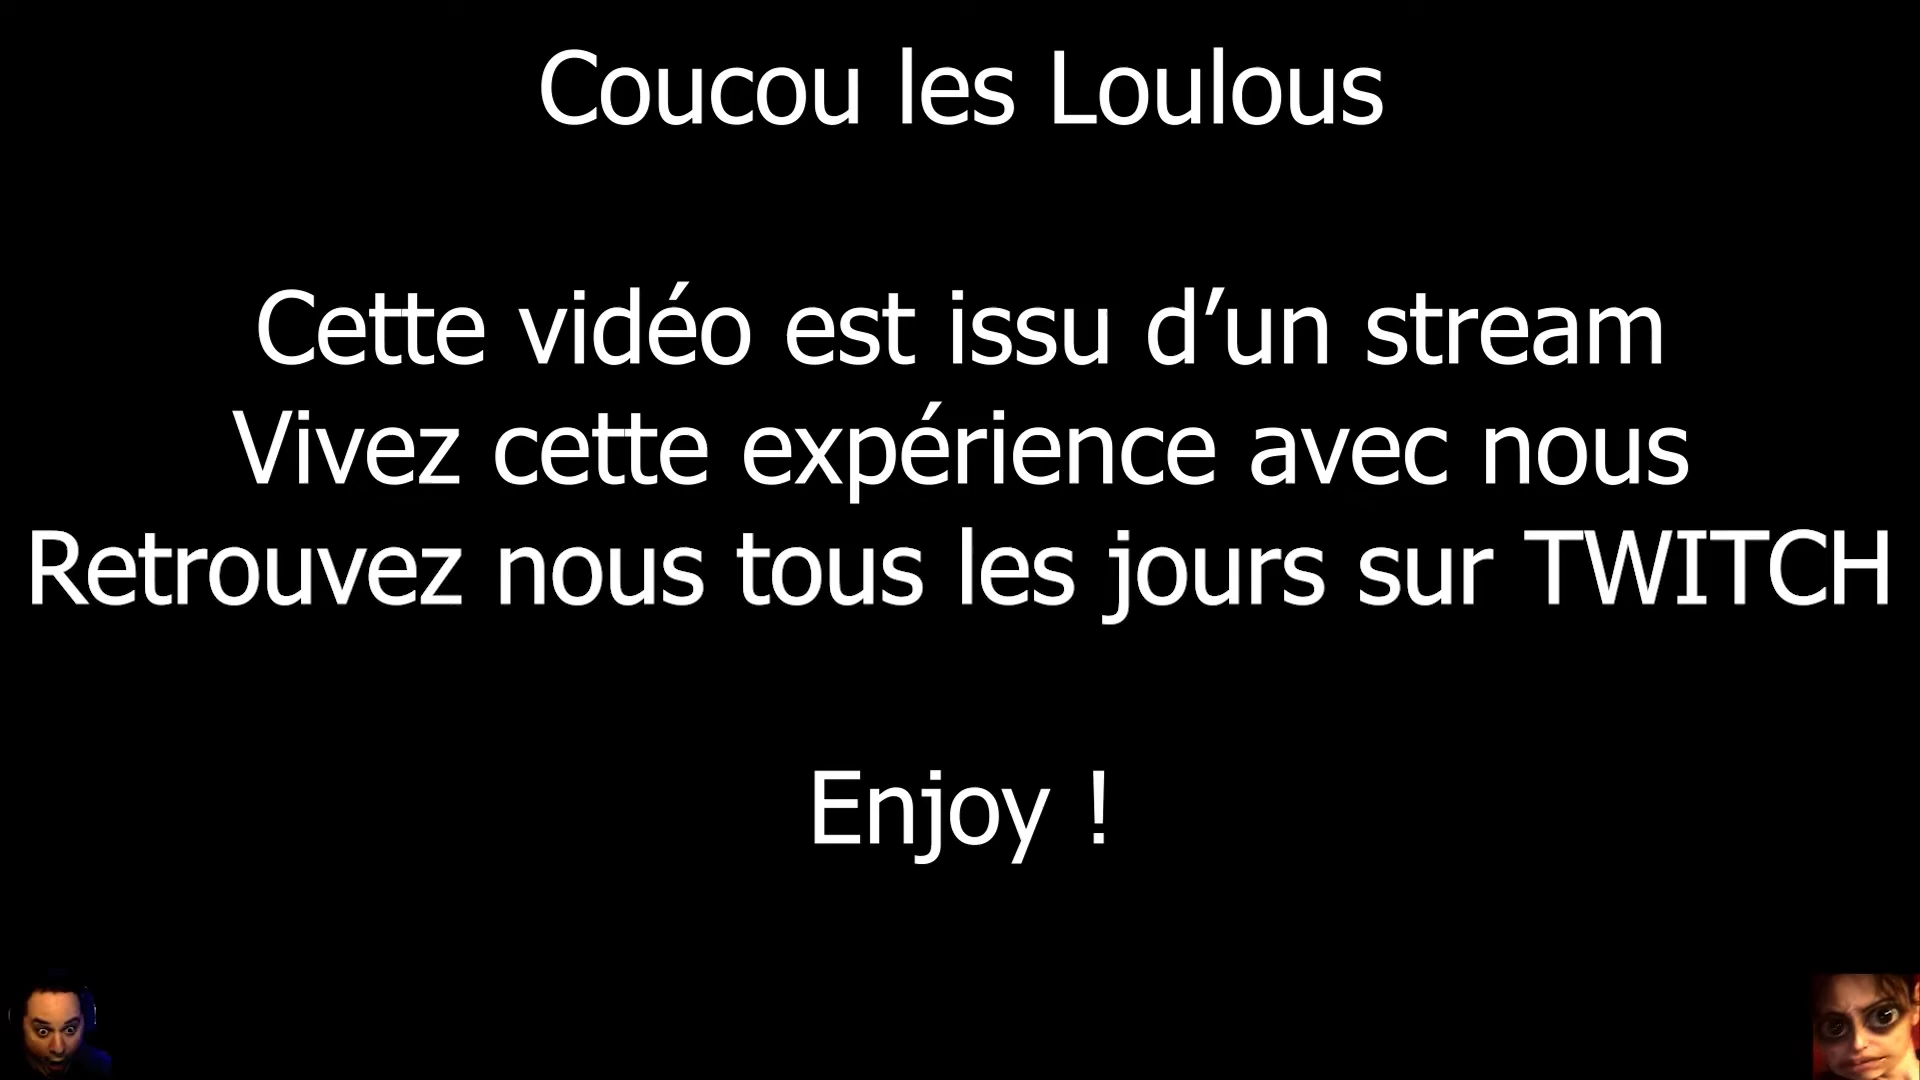 Coucou les Loulous
Cette vidéo est issu d’un stream
Vivez cette expérience avec nous
Retrouvez nous tous les jours sur TWITCH
Enjoy !